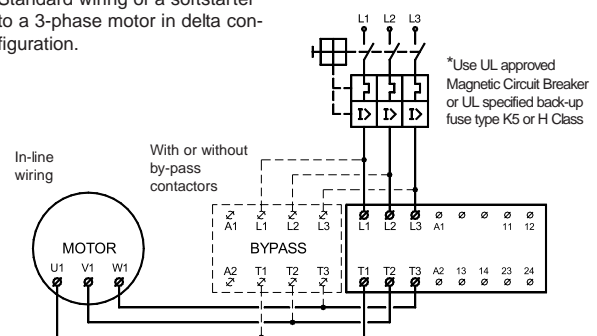 Standard wiring of a softstarter
to a 3-phase motor in delta con-
figuration.
L1 L2 L3
*Use UL approved
Magnetic Circuit Breaker
or UL specified back-up
fuse type K5 or H Class
I> I> I>
In-line
wiring
With or without
by-pass
contactors
A1 L1 L2 L3
L1 L2 L3 A1 11 12
MOTOR
BYPASS
U1 V1 W1
A2 T1 T2 T3
T1 T2 T3 A2 13 14 23 24